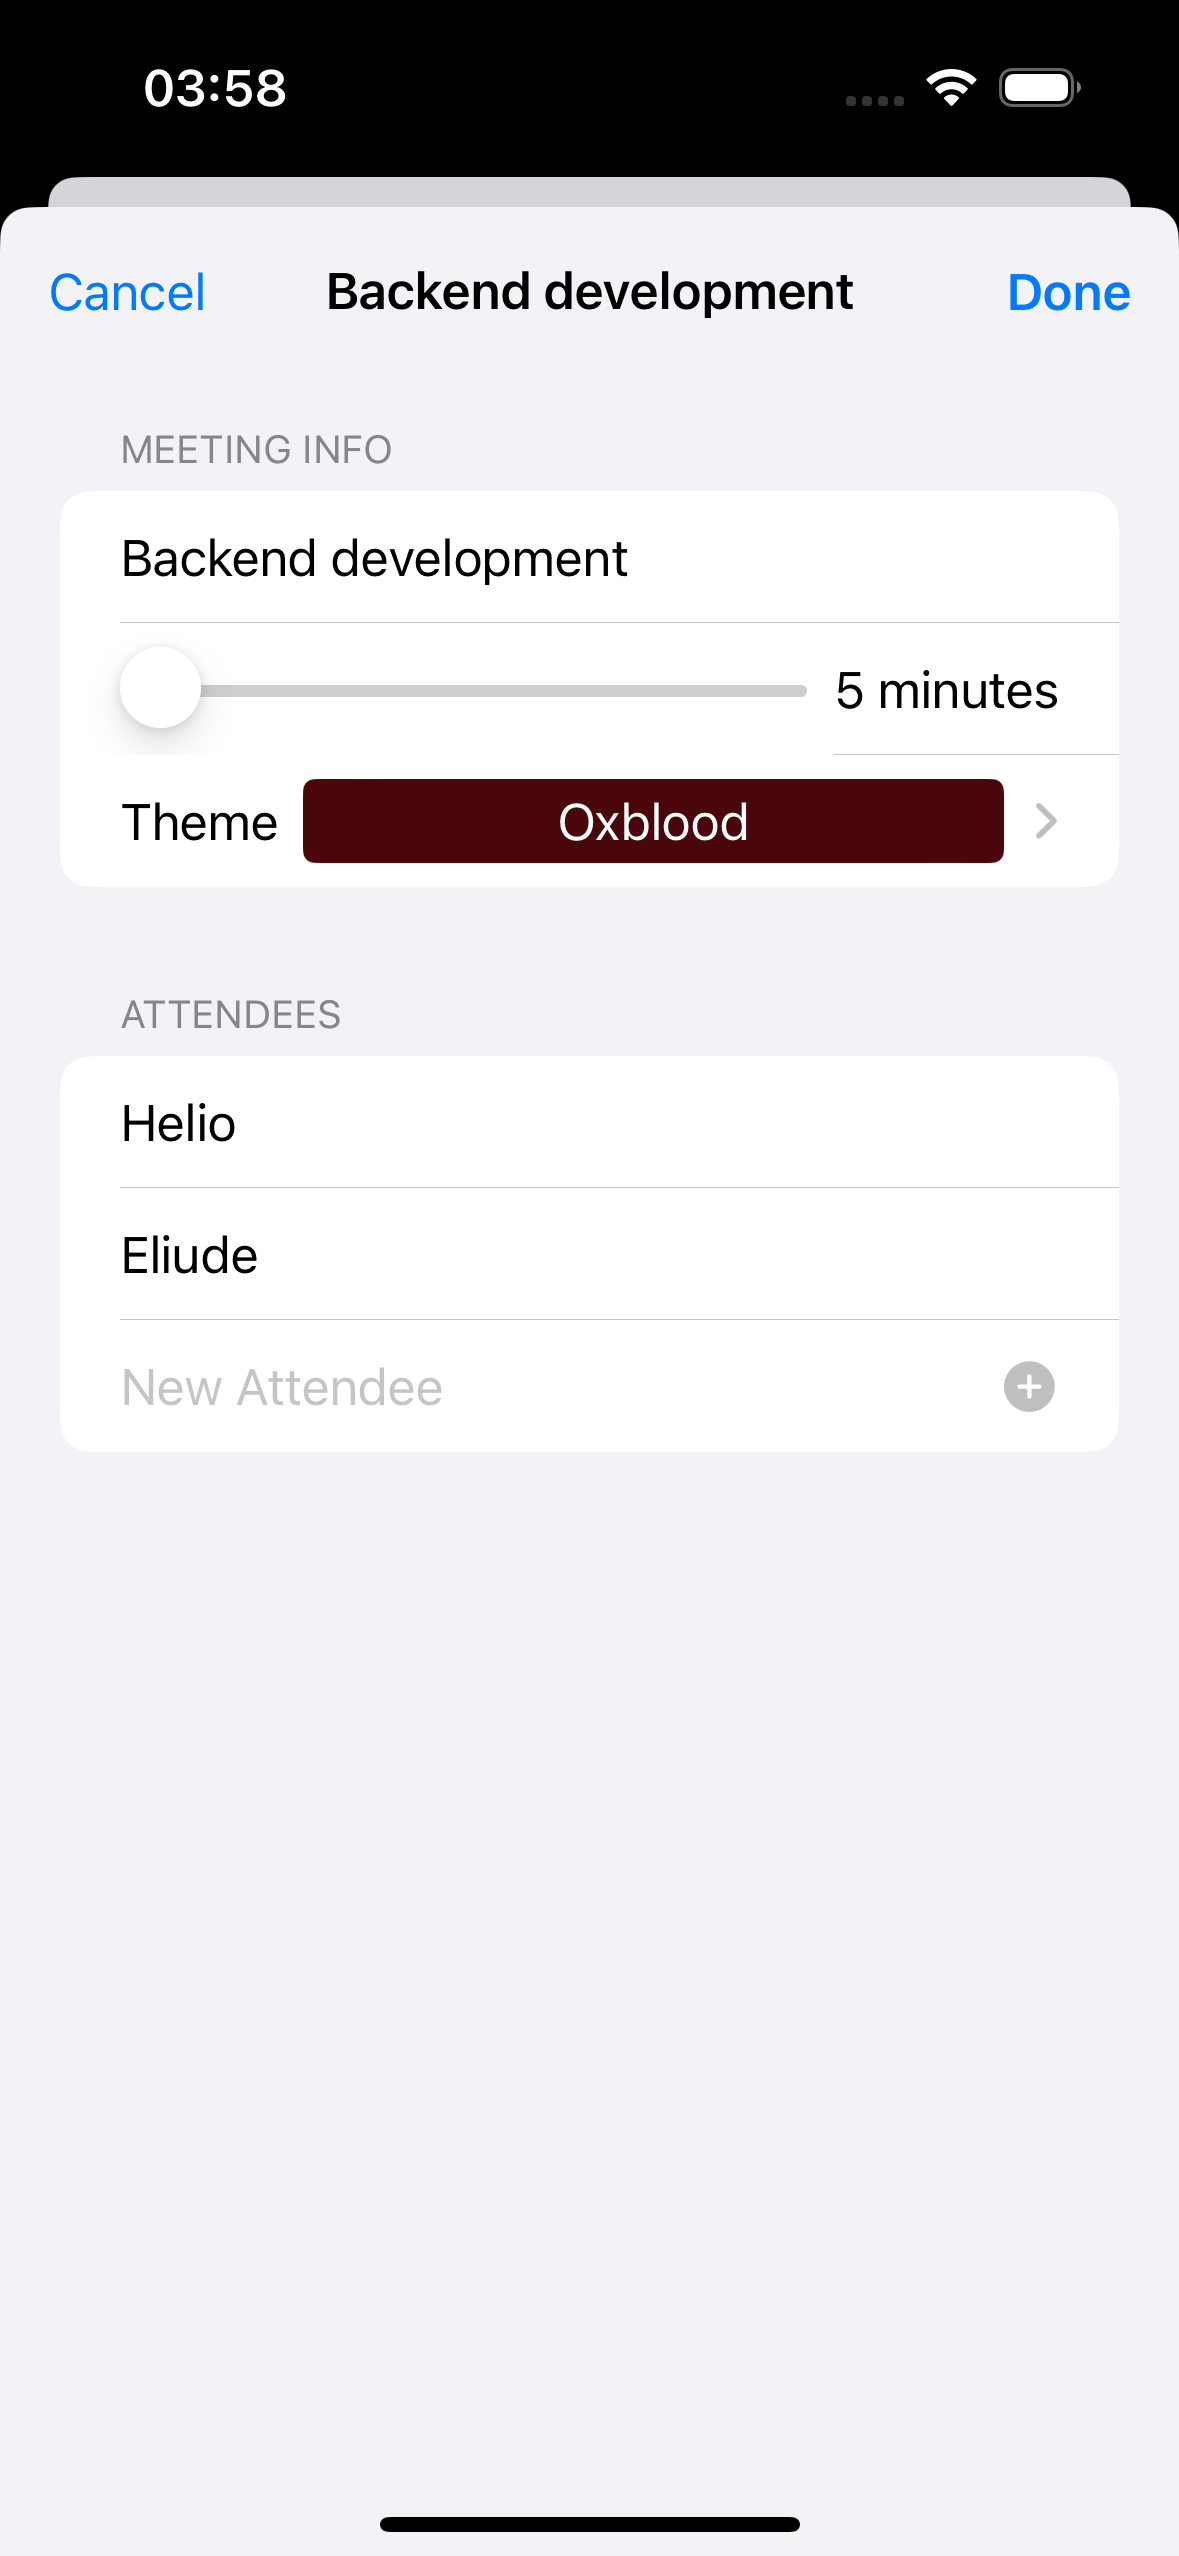 03:58
Cancel Backend development Done
MEETING INFO
Backend development
5 minutes
Theme Oxblood
ATTENDEES
Helio
Eliude
New Attendee